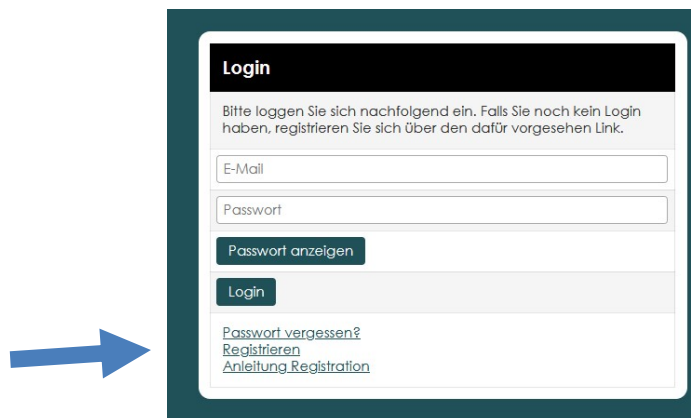 Login
Bitte loggen Sie sich nachfolgend ein. Falls Sie noch kein Login
haben, registrieren Sie sich über den dafür vorgesehen Link.
E-Mail
Passwort
Passwort anzeigen
Login
Passwort vergessen?
Registrieren
Anleitung Registration